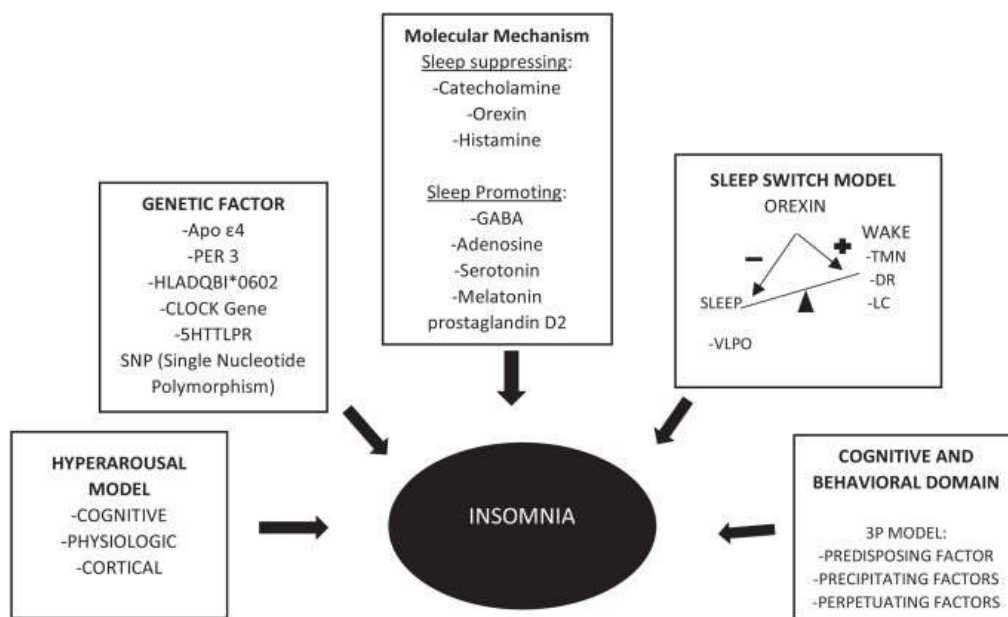 Molecular Mechanism
Sleep suppressing:
-Catecholamine
-Orexin
-Histamine
Sleep Promoting:
-GABA
-Adenosine
-Serotonin
-Melatonin
prostaglandin D2
GENETIC FACTOR
-Apo ε4
-PER 3
-HLADQBI*0602
-CLOCK Gene
-5HTTLPR
SNP (Single Nucleotide
Polymorphism)
SLEEP SWITCH MODEL
OREXIN
WAKE
-TMN
-DR
-LC
SLEEP
-VLPO
HYPERAROUSAL
MODEL
-COGNITIVE
-PHYSIOLOGIC
-CORTICAL
INSOMNIA
COGNITIVE AND
BEHAVIORAL DOMAIN
3P MODEL:
-PREDISPOSING FACTOR
-PRECIPITATING FACTORS
-PERPETUATING FACTORS